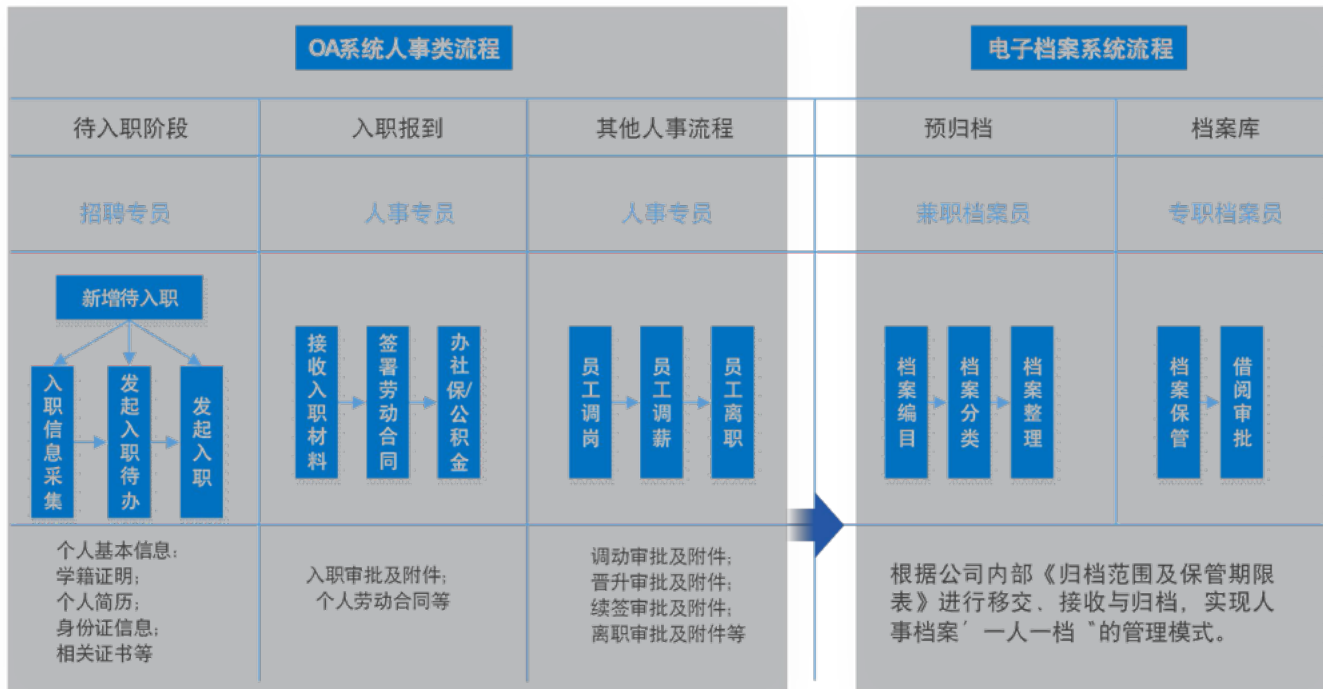 OA系统人事类流程
电子档案系统流程
待入职阶段
入职报到
其他人事流程
预归档
档案库
招聘专员
人事专员
人事专员
兼职档案员
专职档案员
新增待入职
入职信息采集
发起入职待办
发起入职
接收入职材料
签署劳动合同
办社保/公积金
员工调岗
员工调薪
员工离职
档案编目
档案分类
档案整理
档案保管
借阅审批
个人基本信息:
学籍证明;
个人简历;
身份证信息;
相关证书等
入职审批及附件;
个人劳动合同等
调动审批及附件;
晋升审批及附件;
续签审批及附件;
离职审批及附件等
根据公司内部《归档范围及保管期限
表》进行移交、接收与归档，实现人
事档案′一人一档〝的管理模式。